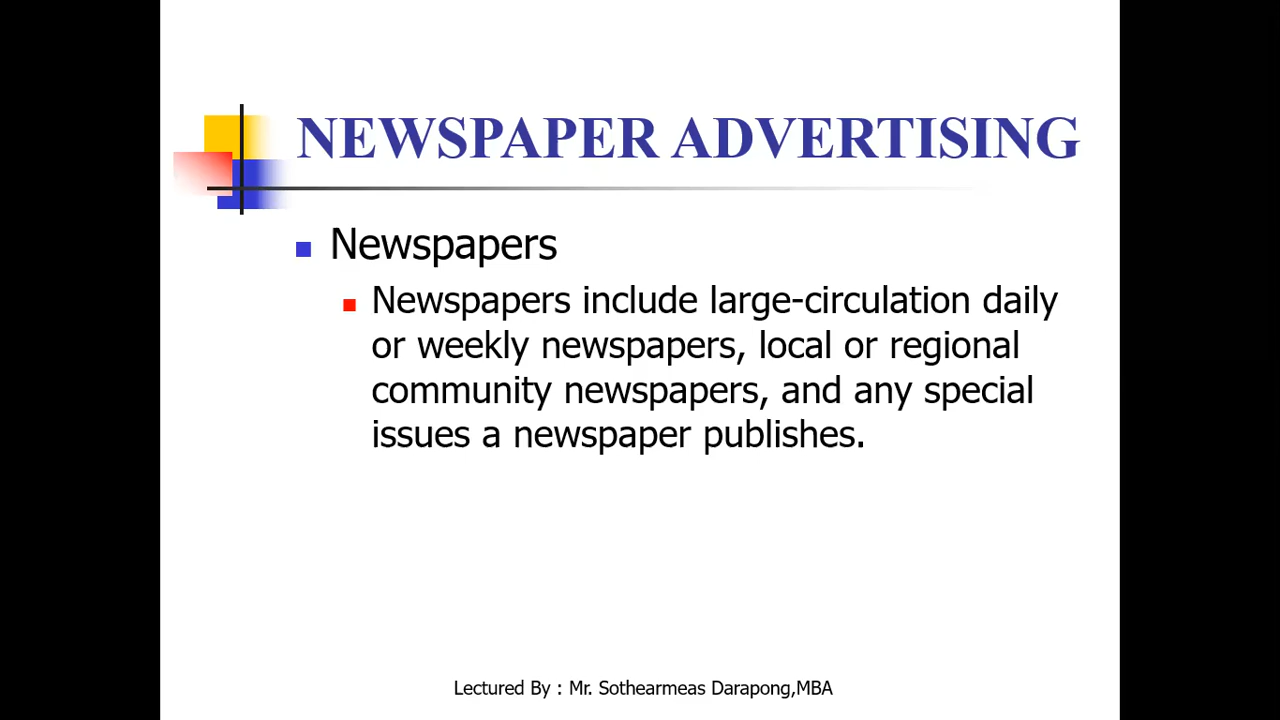 NEWSPAPER ADVERTISING
Newspapers
Newspapers include large-circulation daily
or weekly newspapers, local or regional
community newspapers, and any special
issues a newspaper publishes.
Lectured By : Mr. Sothearmeas Darapong,MBA